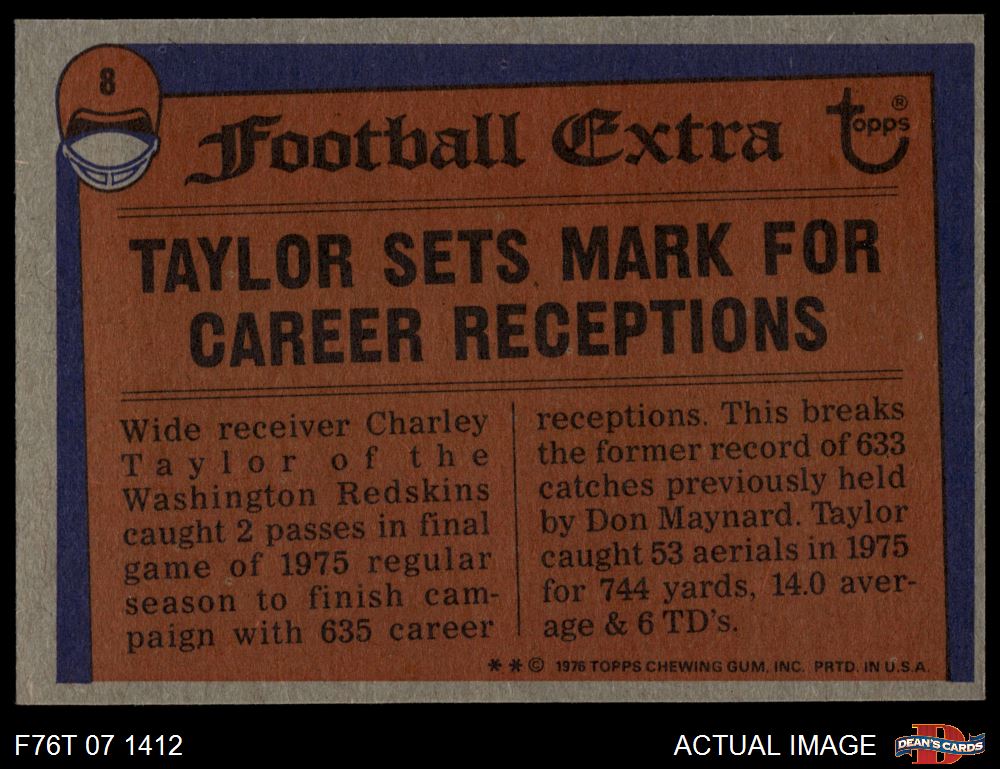 8
Football Extra
topps
®
TAYLOR SETS MARK FOR
CAREER RECEPTIONS
Wide receiver Charley
Taylor of the
Washington Redskins
caught 2 passes in final
game of 1975 regular
season to finish cam-
paign with 635 career
receptions. This breaks
the former record of 633
catches previously held
by Don Maynard. Taylor
caught 53 aerials in 1975
for 744 yards, 14.0 aver-
age & 6 TD's.
* * © 1976 TOPPS CHEWING GUM, INC. PRTD. IN U.S.A.
F76T 07 1412
ACTUAL IMAGE
D
DEAN'S CARDS